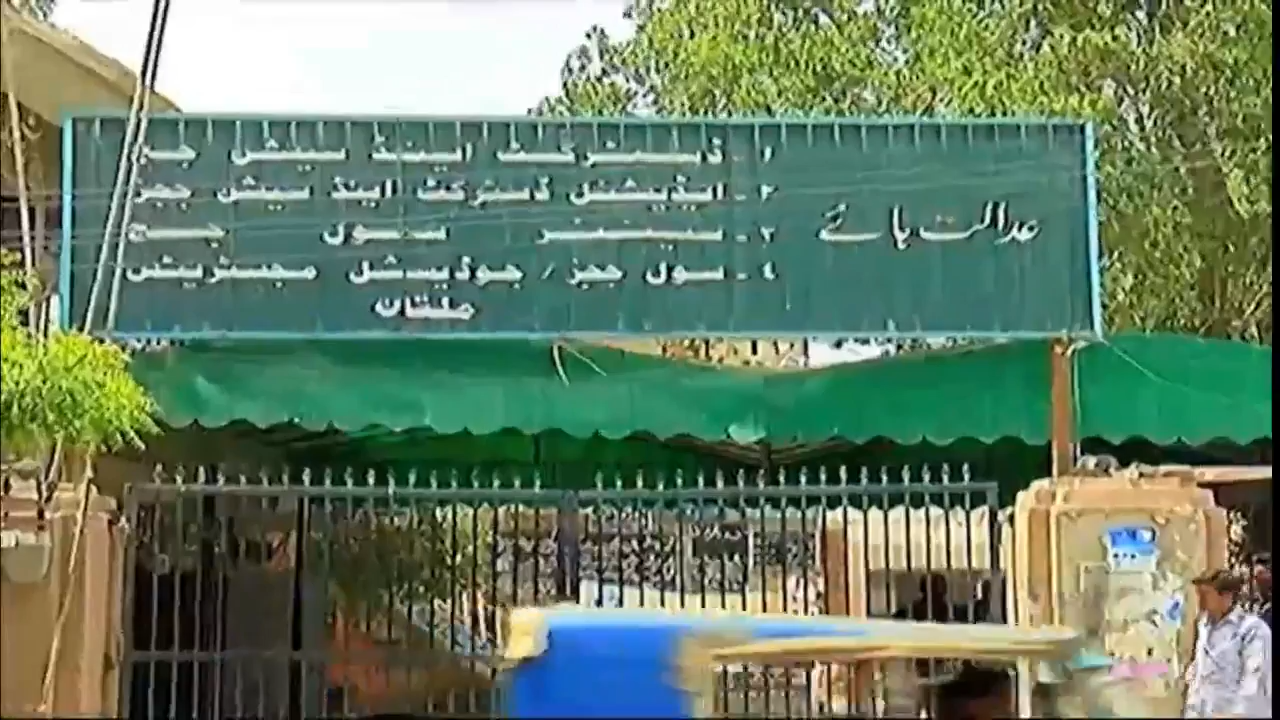 عدالت ہائے
۱ - ڈسٹرکٹ اینڈ سیشن جج
۲ - ایڈیشنل ڈسٹرکٹ اینڈ سیشن ججز
۳ - سینئر سول جج
۴ - سول ججز / جوڈیشل مجسٹریٹس
ملتان